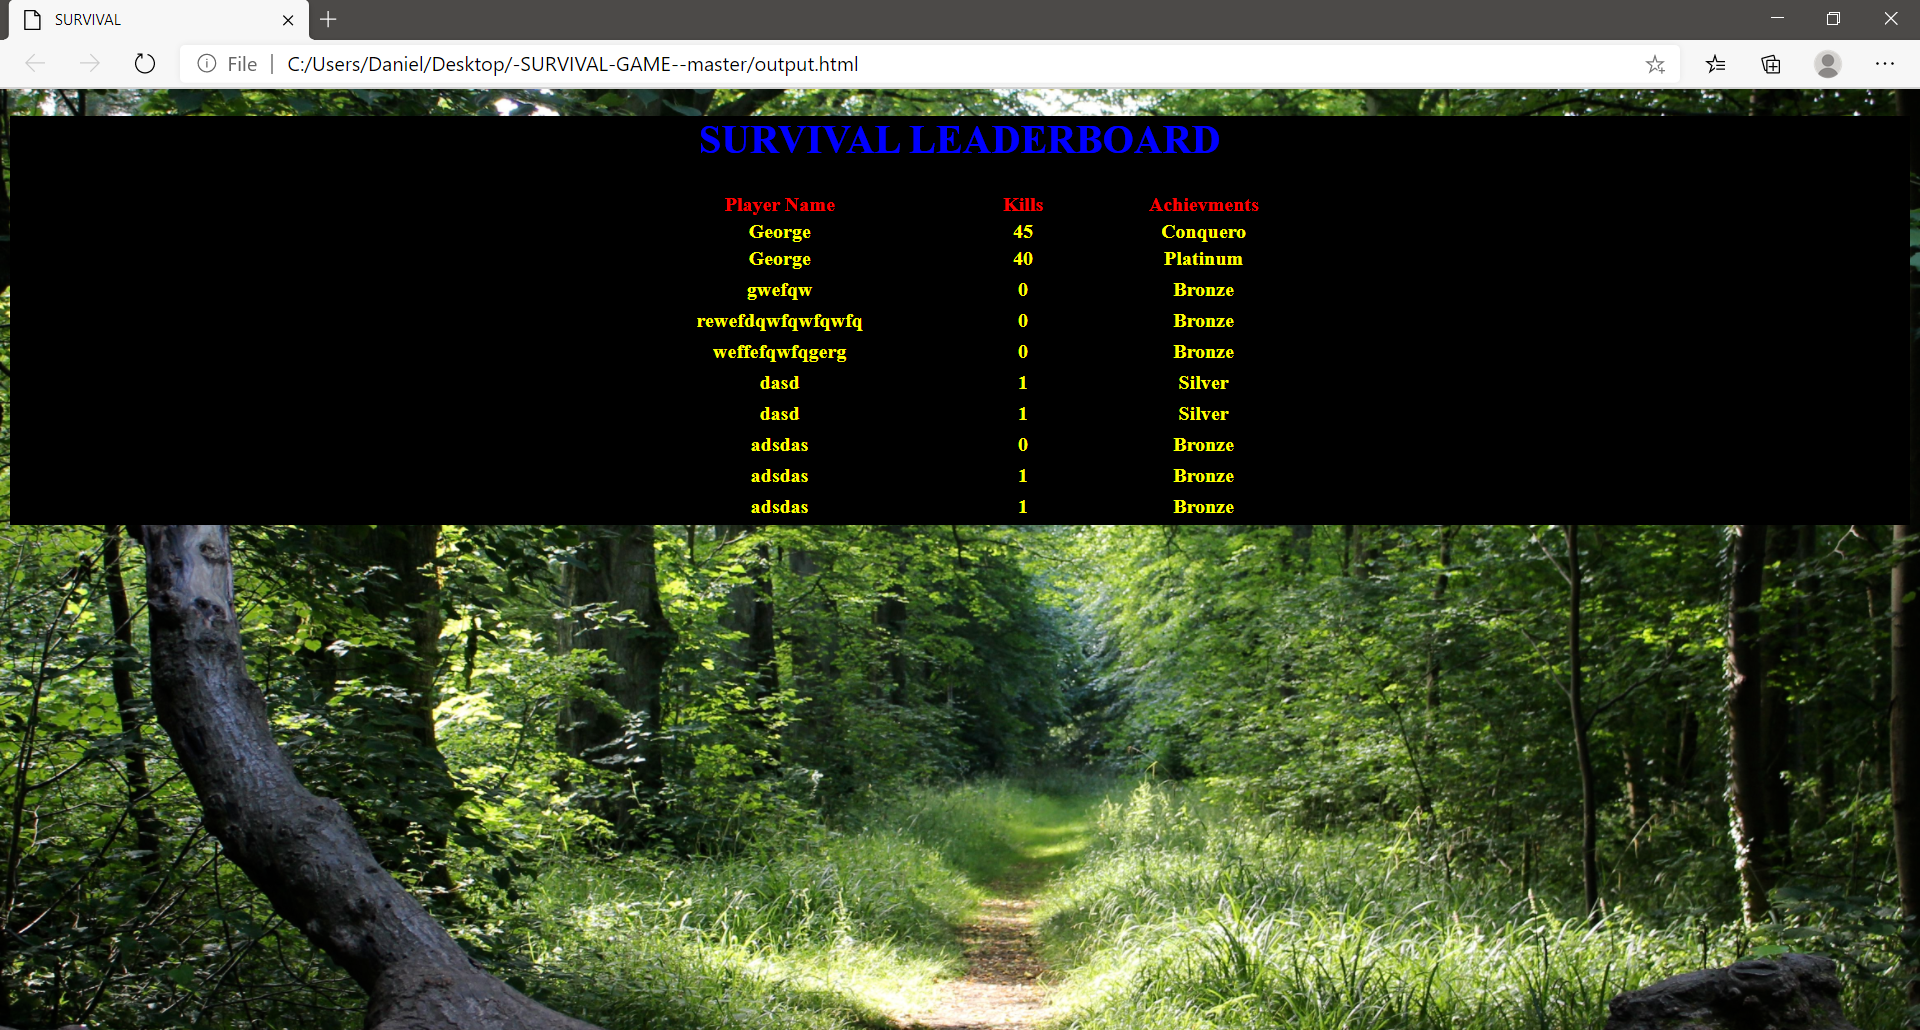 SURVIVAL
File C:/Users/Daniel/Desktop/-SURVIVAL-GAME--master/output.html
SURVIVAL LEADERBOARD
Player Name Kills Achievments
George 45 Conquero
George 40 Platinum
gwefqw 0 Bronze
rewefdqwfqwfqwfq 0 Bronze
weffefqwfqgerg 0 Bronze
dasd 1 Silver
dasd 1 Silver
adsdas 0 Bronze
adsdas 1 Bronze
adsdas 1 Bronze